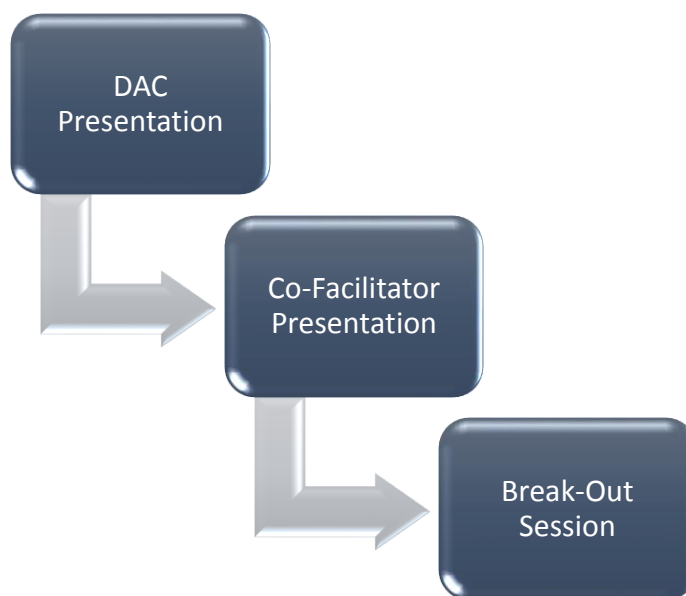 DAC
Presentation
Co-Facilitator
Presentation
Break-Out
Session